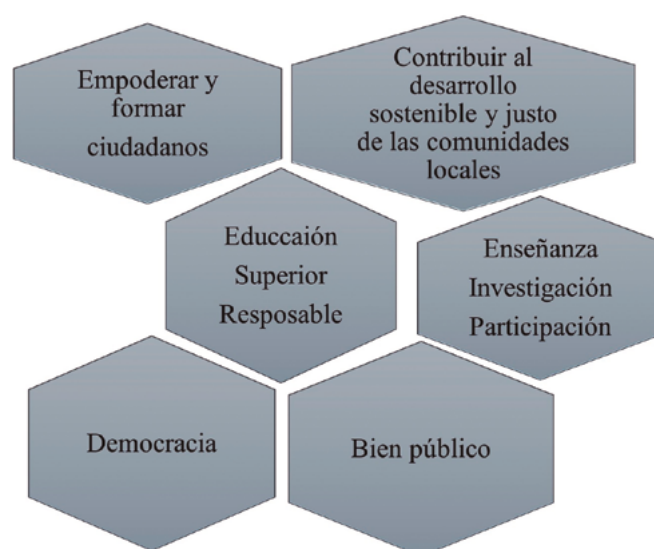 Empoderar y
formar
ciudadanos
Contribuir al
desarrollo
sostenible y justo
de las comunidades
locales
Educcaión
Superior
Resposable
Enseñanza
Investigación
Participación
Democracia
Bien público